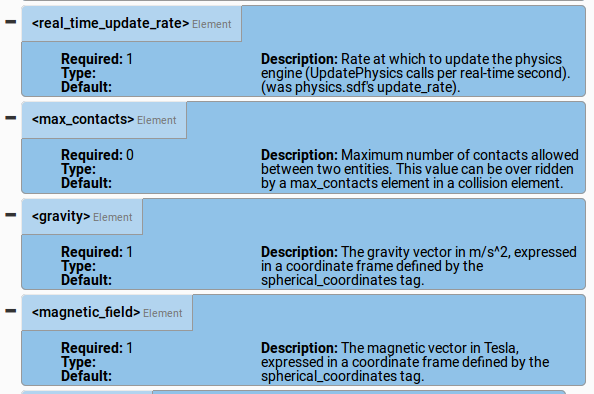 <real_time_update_rate> Element
Required: 1
Type:
Default:
Description: Rate at which to update the physics
engine (UpdatePhysics calls per real-time second).
(was physics.sdf's update_rate).
<max_contacts> Element
Required: 0
Type:
Default:
Description: Maximum number of contacts allowed
between two entities. This value can be over ridden
by a max_contacts element in a collision element.
<gravity> Element
Required: 1
Type:
Default:
Description: The gravity vector in m/s^2, expressed
in a coordinate frame defined by the
spherical_coordinates tag.
<magnetic_field> Element
Required: 1
Type:
Default:
Description: The magnetic vector in Tesla,
expressed in a coordinate frame defined by the
spherical_coordinates tag.